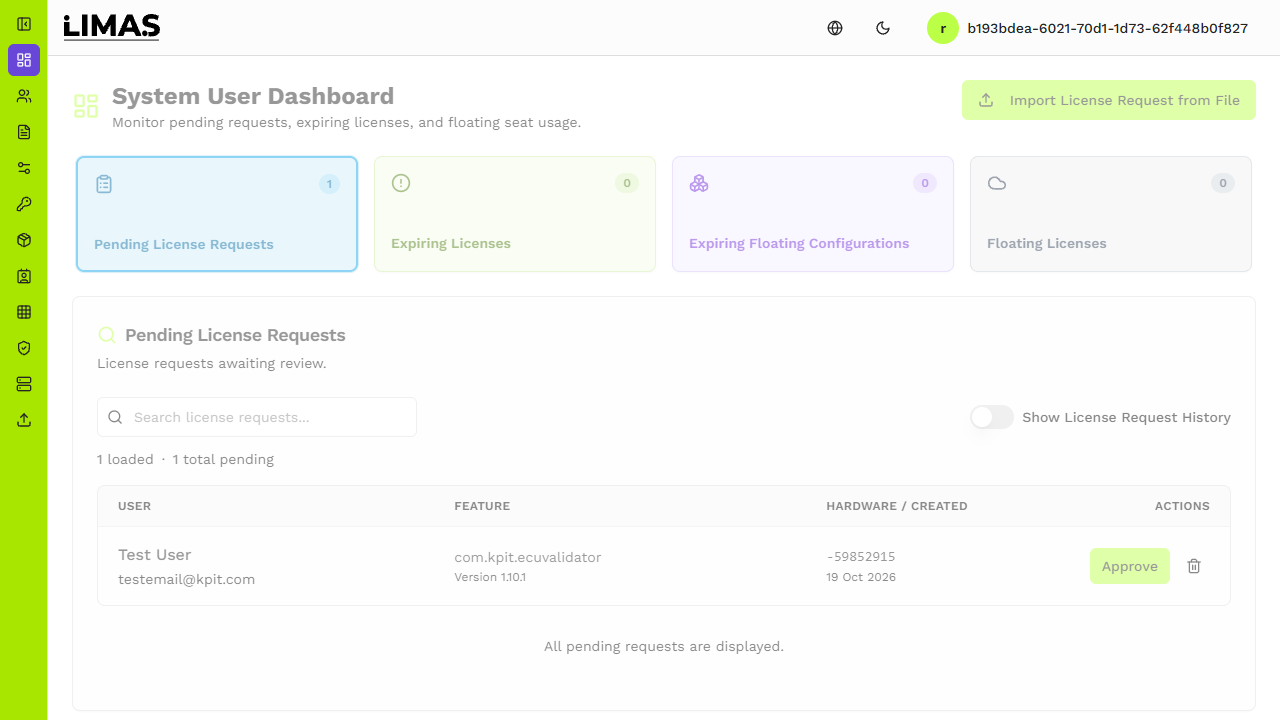 LIMAS
r
b193bdea-6021-70d1-1d73-62f448b0f827
System User Dashboard
Monitor pending requests, expiring licenses, and floating seat usage.
Import License Request from File
1
Pending License Requests
0
Expiring Licenses
0
Expiring Floating Configurations
0
Floating Licenses
Pending License Requests
License requests awaiting review.
Search license requests...
Show License Request History
1 loaded · 1 total pending
USER FEATURE HARDWARE / CREATED ACTIONS
Test User
testemail@kpit.com
com.kpit.ecuvalidator
Version 1.10.1
-59852915
19 Oct 2026
Approve
All pending requests are displayed.